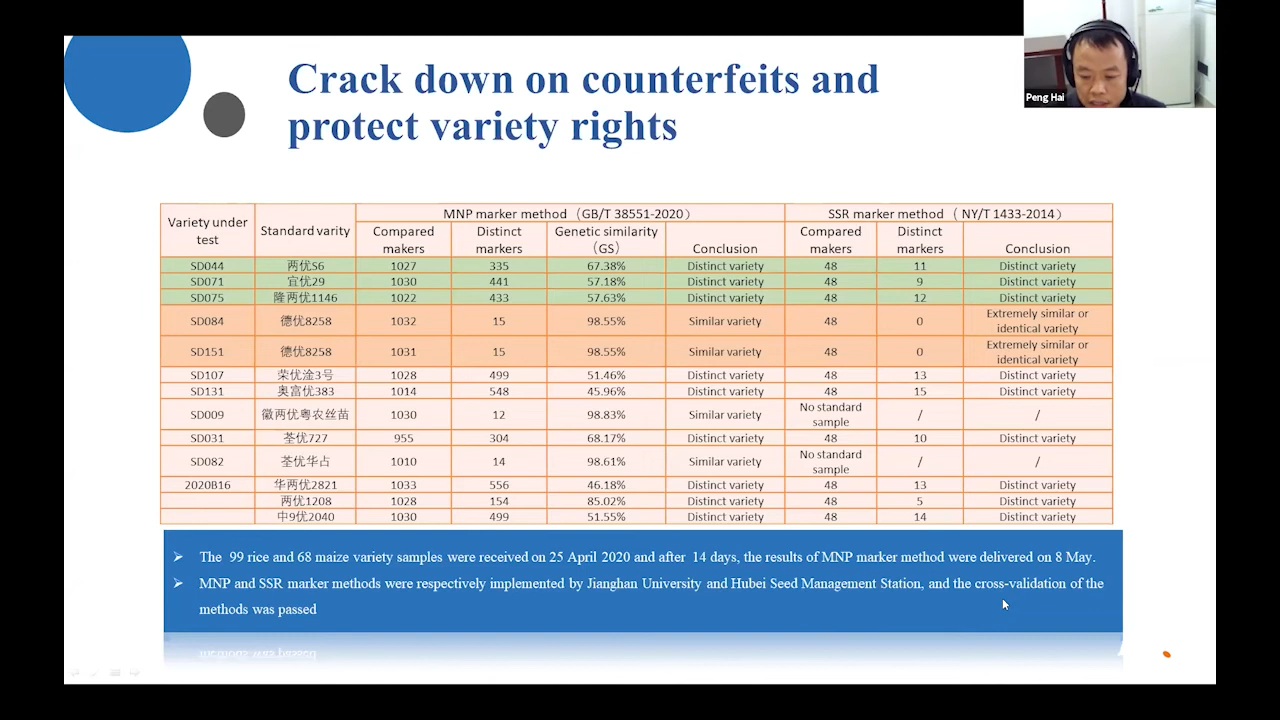 Crack down on counterfeits and
protect variety rights
Peng Hai
Variety under test Standard varity MNP marker method（GB/T 38551-2020） SSR marker method（ NY/T 1433-2014）
Compared makers Distinct markers Genetic similarity（GS） Conclusion Compared makers Distinct markers Conclusion
SD044 两优S6 1027 335 67.38% Distinct variety 48 11 Distinct variety
SD071 宜优29 1030 441 57.18% Distinct variety 48 9 Distinct variety
SD075 隆两优1146 1022 433 57.63% Distinct variety 48 12 Distinct variety
SD084 德优8258 1032 15 98.55% Similar variety 48 0 Extremely similar or identical variety
SD151 德优8258 1031 15 98.55% Similar variety 48 0 Extremely similar or identical variety
SD107 荣优淦3号 1028 499 51.46% Distinct variety 48 13 Distinct variety
SD131 奥富优383 1014 548 45.96% Distinct variety 48 15 Distinct variety
SD009 徽两优粤农丝苗 1030 12 98.83% Similar variety No standard sample / /
SD031 荃优727 955 304 68.17% Distinct variety 48 10 Distinct variety
SD082 荃优华占 1010 14 98.61% Similar variety No standard sample / /
2020B16 华两优2821 1033 556 46.18% Distinct variety 48 13 Distinct variety
两优1208 1028 154 85.02% Distinct variety 48 5 Distinct variety
中9优2040 1030 499 51.55% Distinct variety 48 14 Distinct variety
The 99 rice and 68 maize variety samples were received on 25 April 2020 and after 14 days, the results of MNP marker method were delivered on 8 May.
MNP and SSR marker methods were respectively implemented by Jianghan University and Hubei Seed Management Station, and the cross-validation of the
methods was passed